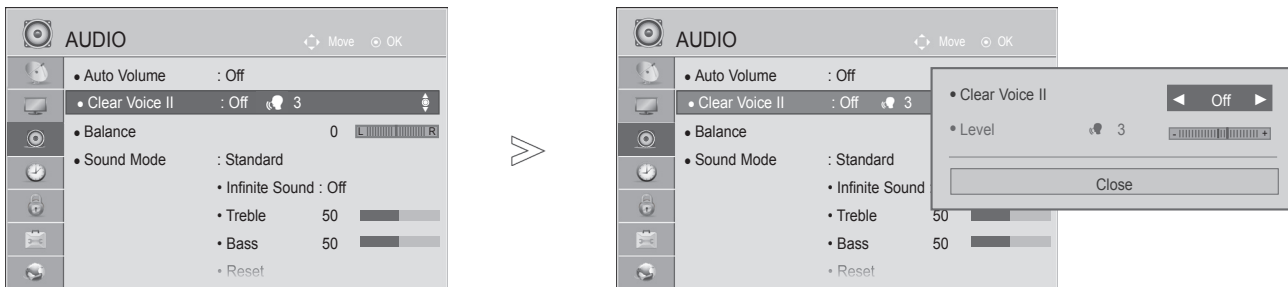 AUDIO
Move OK
• Auto Volume : Off
• Clear Voice II : Off 3
• Balance 0 L R
• Sound Mode : Standard
• Infinite Sound : Off
• Treble 50
• Bass 50
• Reset
AUDIO
Move OK
• Auto Volume : Off
• Clear Voice II : Off 3
• Balance
• Sound Mode : Standard
• Infinite Sound :
• Treble 50
• Bass 50
• Reset
• Clear Voice II ◀ Off ▶
• Level 3 - +
Close